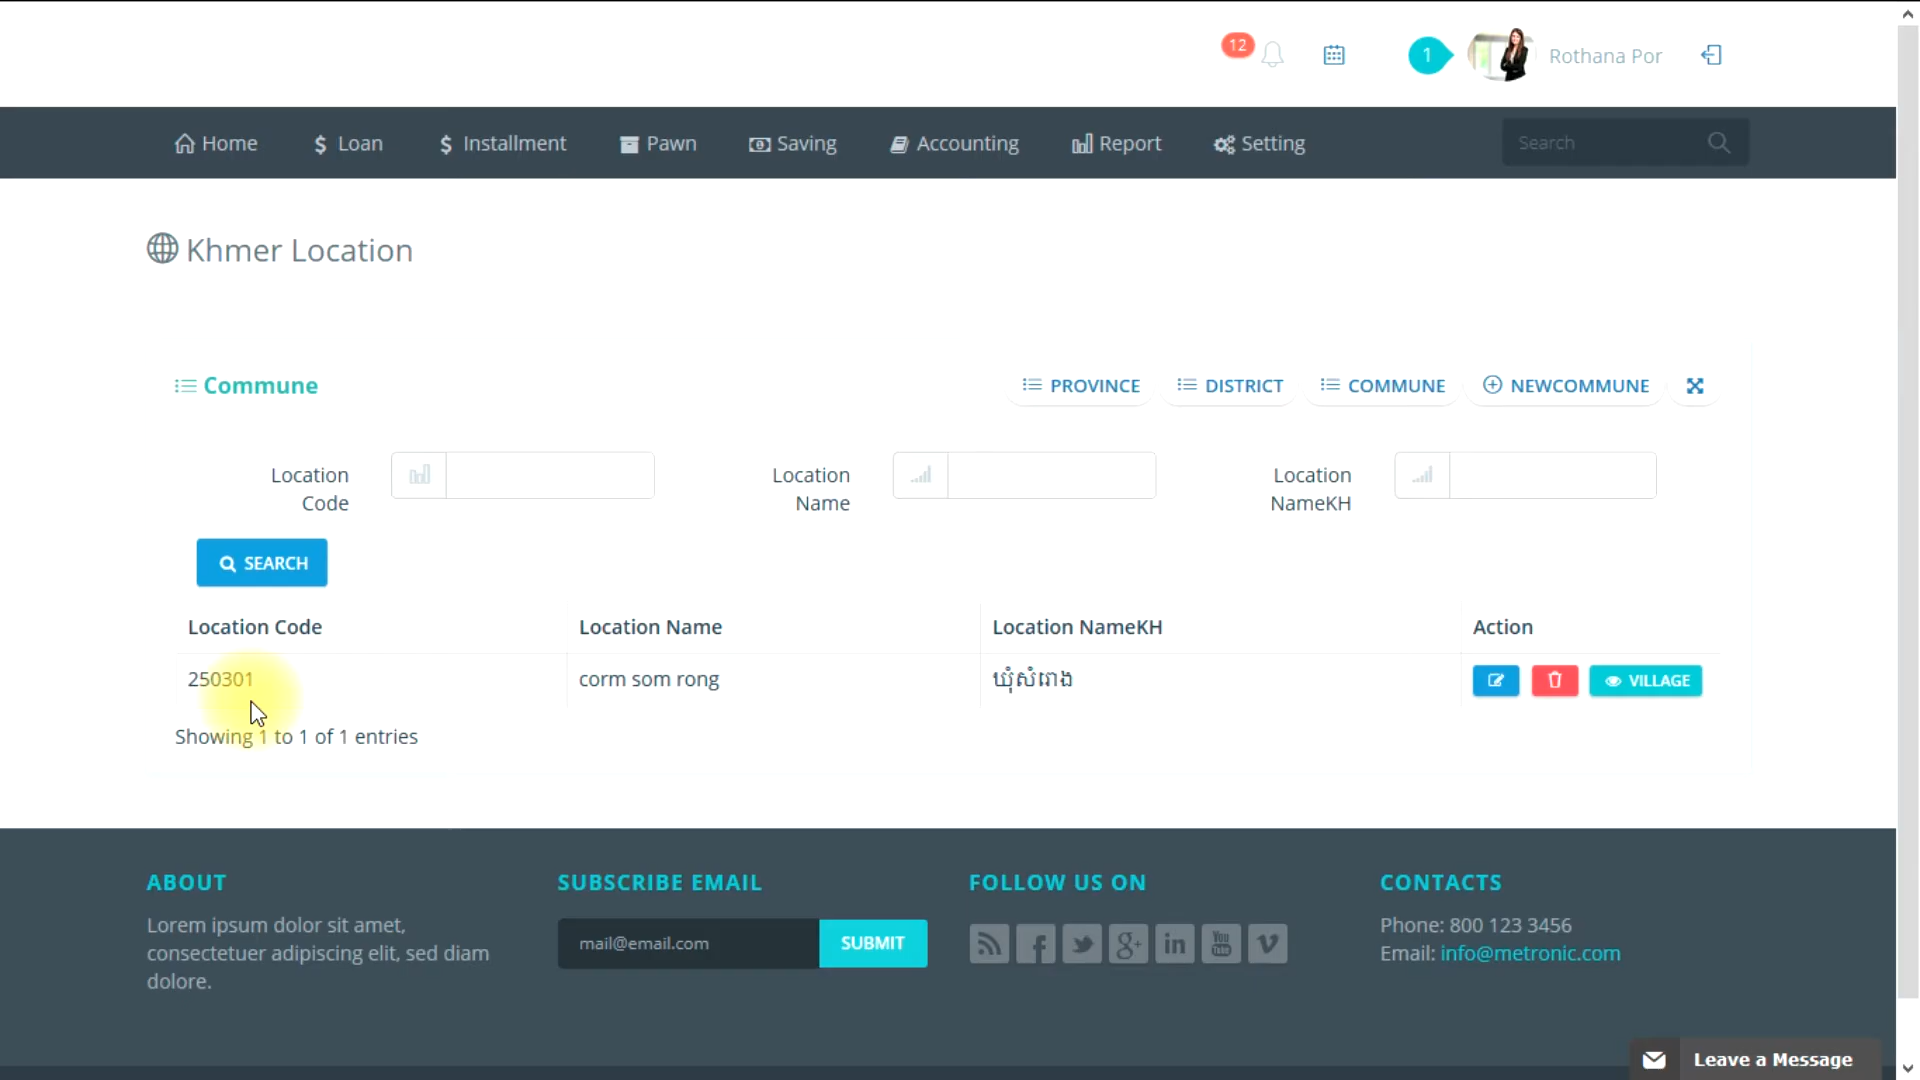 12
1
Rothana Por
Home
Loan
Installment
Pawn
Saving
Accounting
Report
Setting
Search
Khmer Location
Commune
PROVINCE
DISTRICT
COMMUNE
NEWCOMMUNE
Location Code
Location Name
Location NameKH
SEARCH
Location Code
Location Name
Location NameKH
Action
250301
corm som rong
ឃុំសំរោង
VILLAGE
Showing 1 to 1 of 1 entries
ABOUT
Lorem ipsum dolor sit amet,
consectetuer adipiscing elit, sed diam
dolore.
SUBSCRIBE EMAIL
mail@email.com
SUBMIT
FOLLOW US ON
CONTACTS
Phone: 800 123 3456
Email: info@metronic.com
Leave a Message